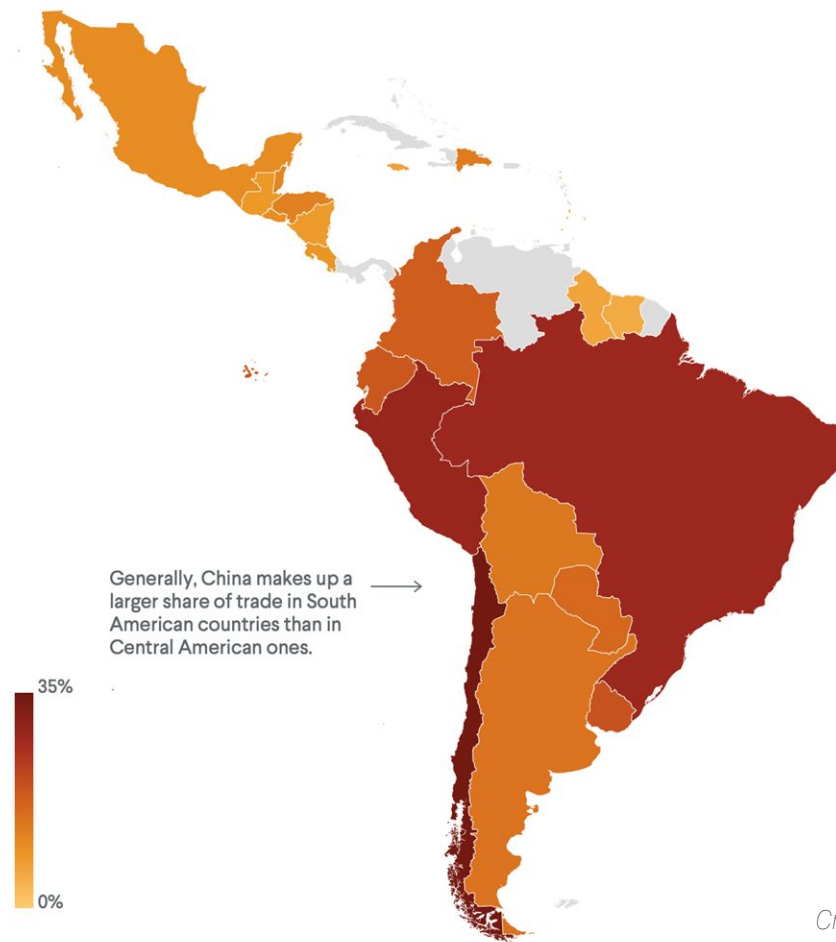 Generally, China makes up a
larger share of trade in South
American countries than in
Central American ones.
35%
0%